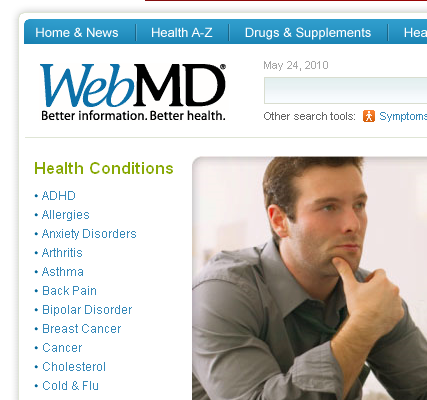 Home & News Health A-Z Drugs & Supplements
WebMD®
Better information. Better health.
May 24, 2010
Other search tools: Symptoms
Health Conditions
• ADHD
• Allergies
• Anxiety Disorders
• Arthritis
• Asthma
• Back Pain
• Bipolar Disorder
• Breast Cancer
• Cancer
• Cholesterol
• Cold & Flu